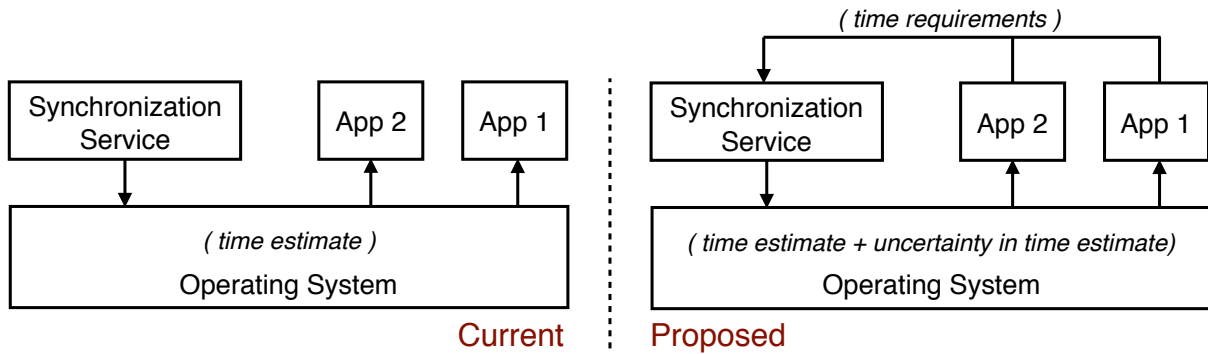 Synchronization
Service
App 2
App 1
( time estimate )
Operating System
Current
( time requirements )
Synchronization
Service
App 2
App 1
( time estimate + uncertainty in time estimate)
Operating System
Proposed